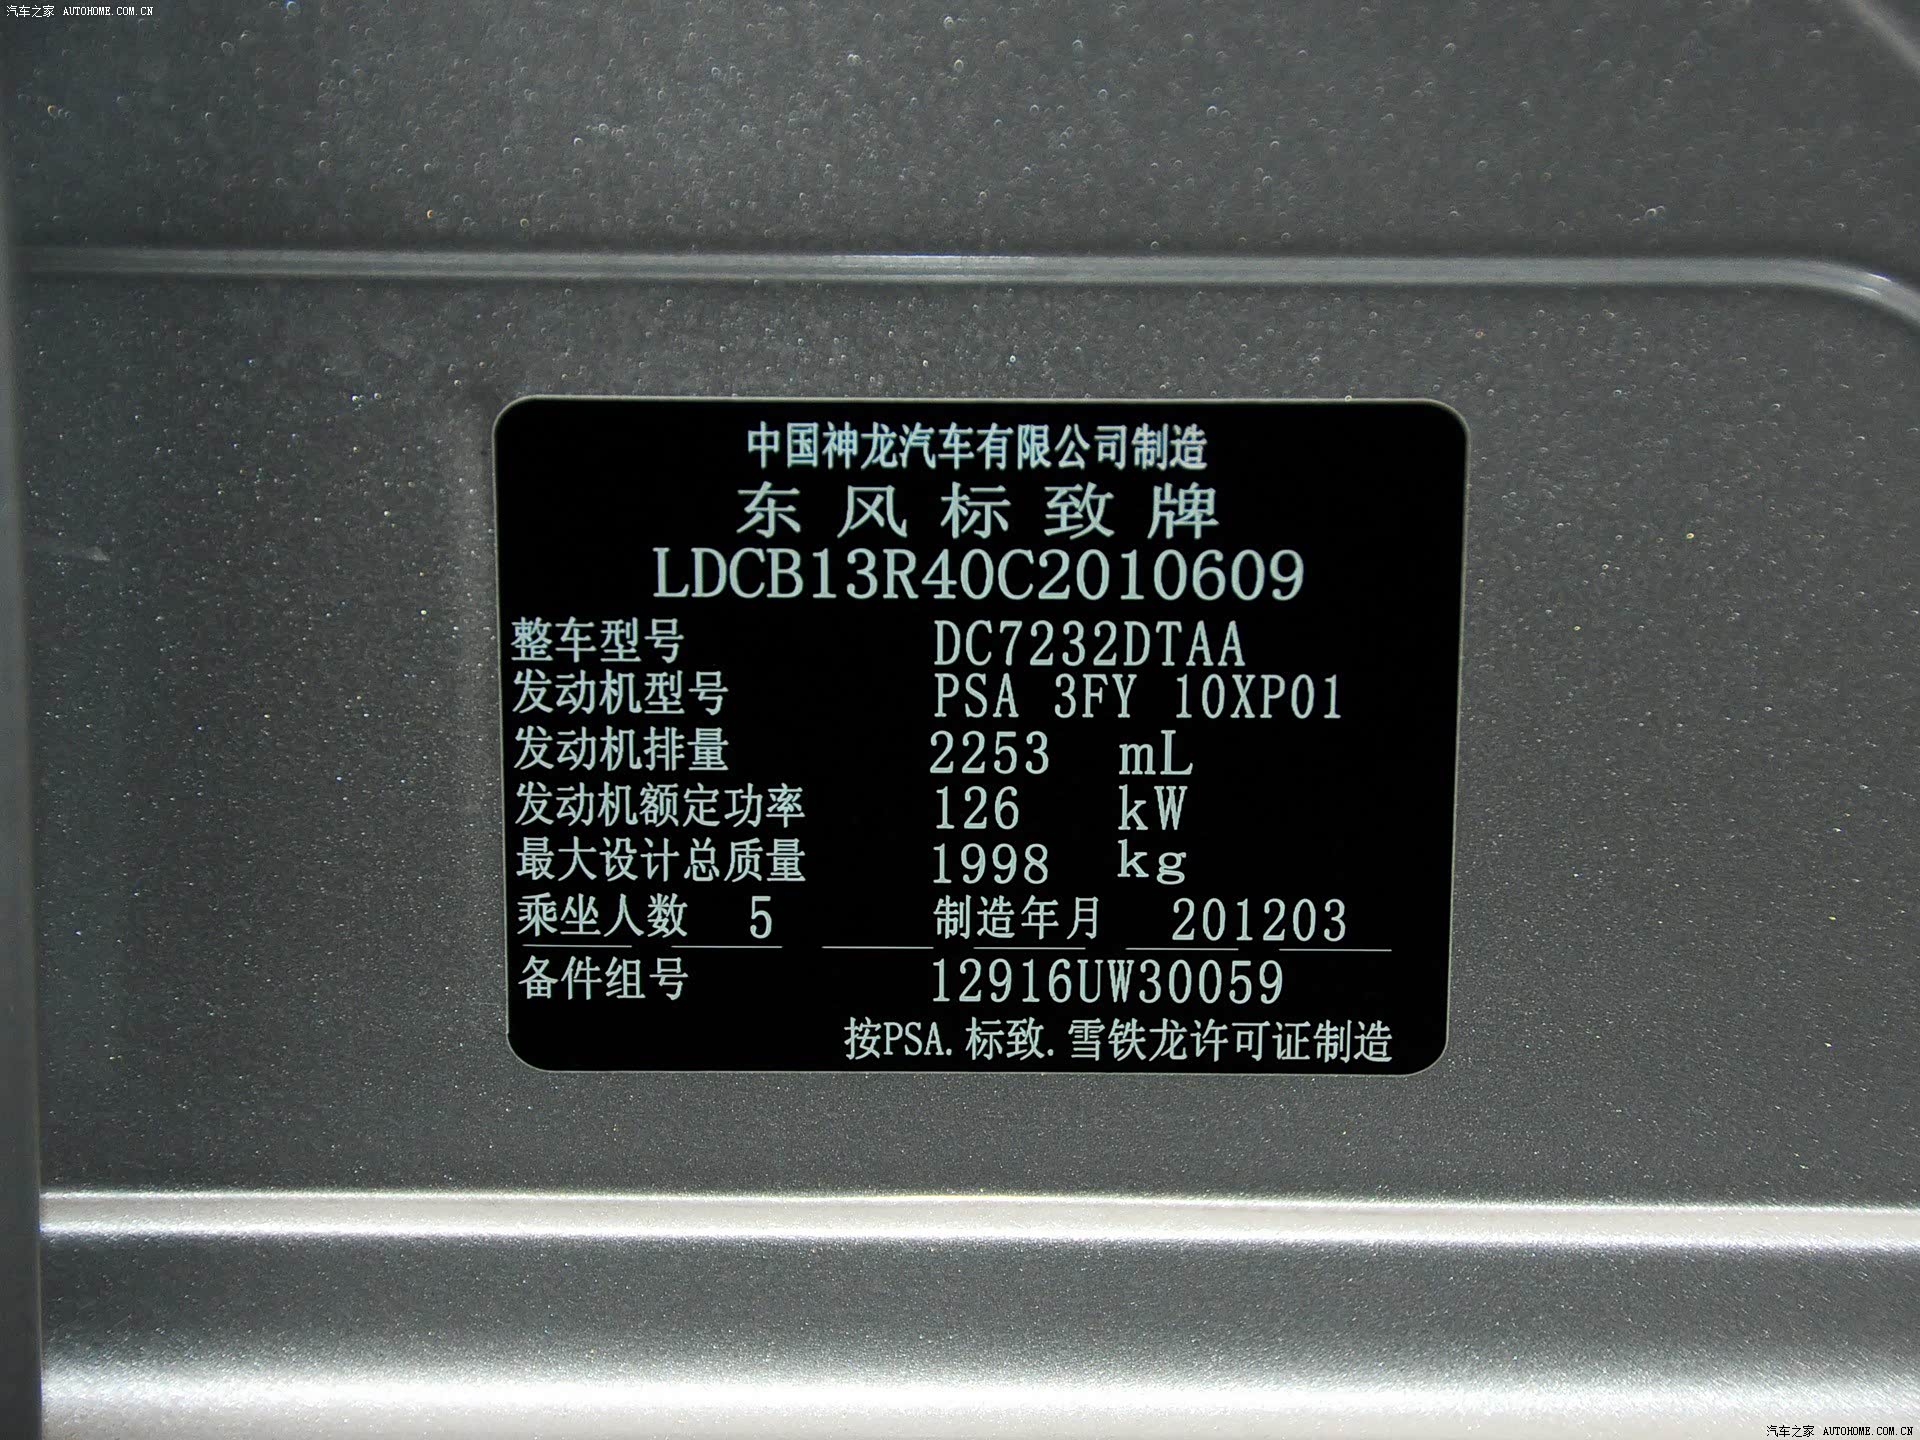 汽车之家 AUTOHOME.COM.CN
中国神龙汽车有限公司制造
东风标致牌
LDCB13R40C2010609
整车型号 DC7232DTAA
发动机型号 PSA 3FY 10XP01
发动机排量 2253 mL
发动机额定功率 126 kW
最大设计总质量 1998 kg
乘坐人数 5 制造年月 201203
备件组号 12916UW30059
按PSA.标致.雪铁龙许可证制造
汽车之家 AUTOHOME.COM.CN